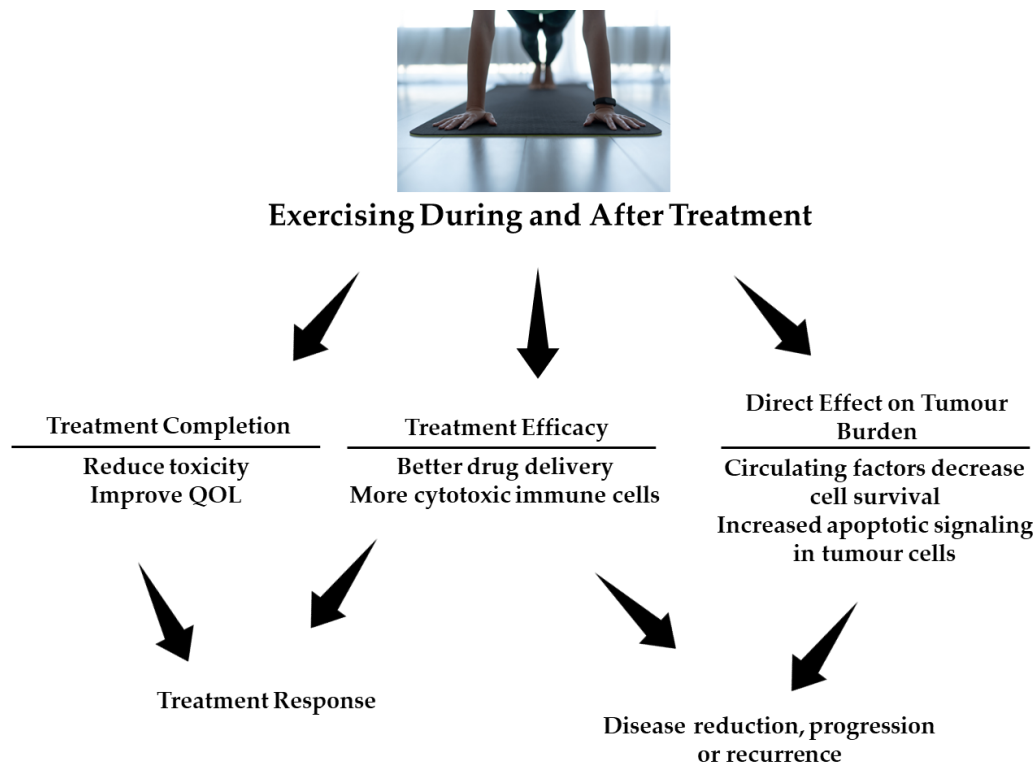 Exercising During and After Treatment
Treatment Completion
Reduce toxicity
Improve QOL
Treatment Efficacy
Better drug delivery
More cytotoxic immune cells
Direct Effect on Tumour
Burden
Circulating factors decrease
cell survival
Increased apoptotic signaling
in tumour cells
Treatment Response
Disease reduction, progression
or recurrence